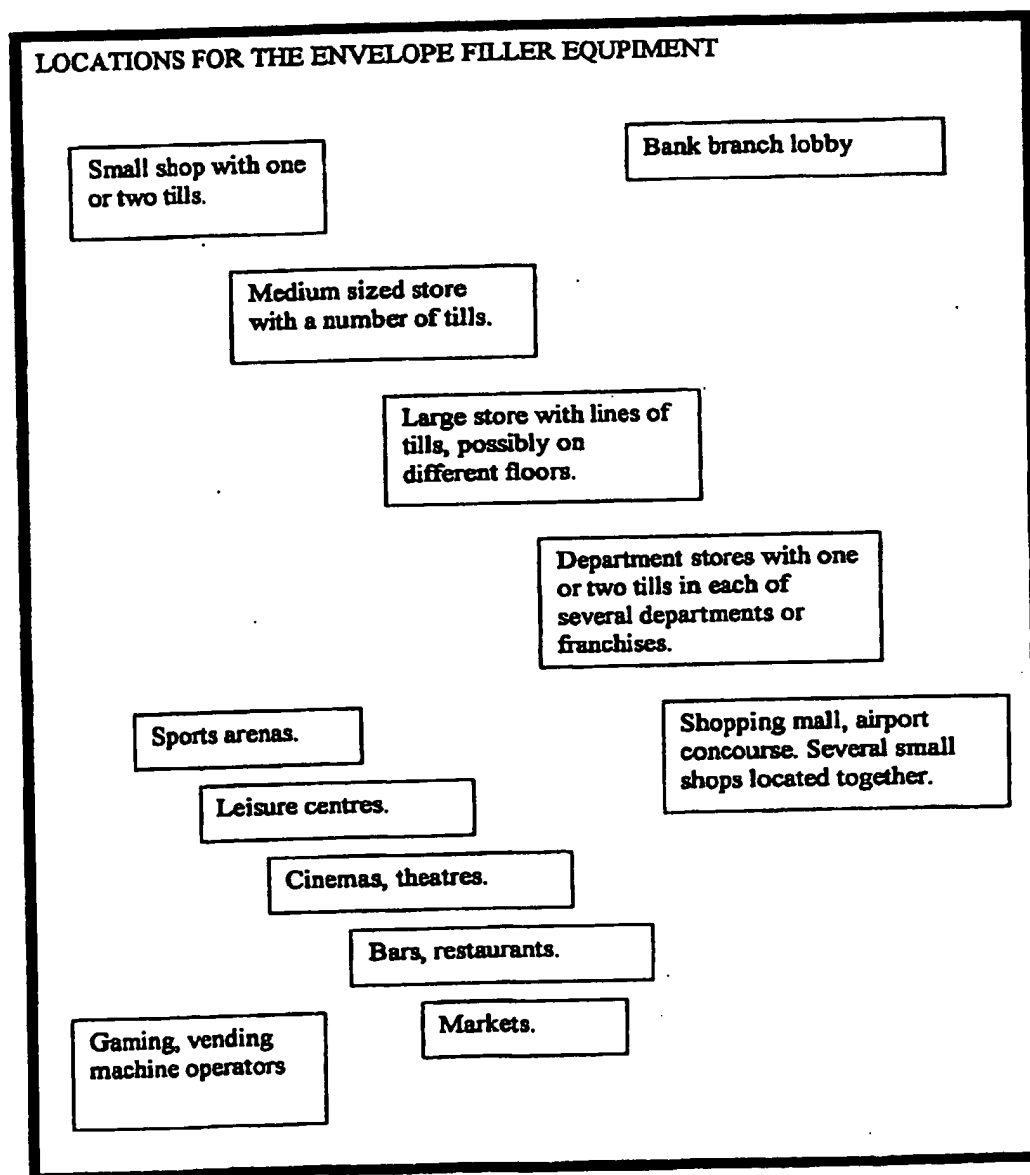 LOCATIONS FOR THE ENVELOPE FILLER EQUPIMENT
Small shop with one
or two tills.
Bank branch lobby
Medium sized store
with a number of tills.
Large store with lines of
tills, possibly on
different floors.
Department stores with one
or two tills in each of
several departments or
franchises.
Sports arenas.
Shopping mall, airport
concourse. Several small
shops located together.
Leisure centres.
Cinemas, theatres.
Bars, restaurants.
Markets.
Gaming, vending
machine operators